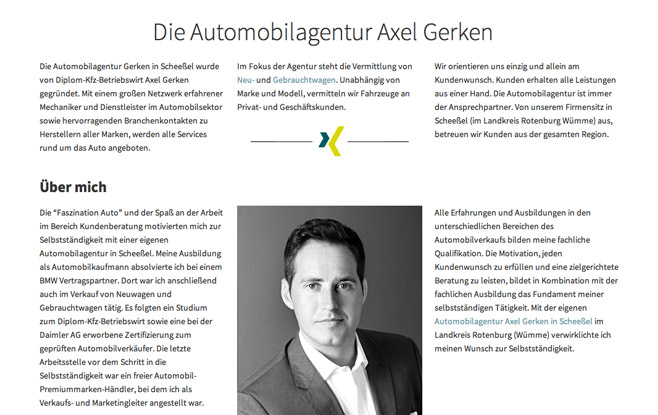 Die Automobilagentur Axel Gerken
Die Automobilagentur Gerken in Scheeßel wurde
von Diplom-Kfz-Betriebswirt Axel Gerken
gegründet. Mit einem großen Netzwerk erfahrener
Mechaniker und Dienstleister im Automobilsektor
sowie hervorragenden Branchenkontakten zu
Herstellern aller Marken, werden alle Services
rund um das Auto angeboten.
Im Fokus der Agentur steht die Vermittlung von
Neu- und Gebrauchtwagen. Unabhängig von
Marke und Modell, vermitteln wir Fahrzeuge an
Privat- und Geschäftskunden.
Wir orientieren uns einzig und allein am
Kundenwunsch. Kunden erhalten alle Leistungen
aus einer Hand. Die Automobilagentur ist immer
der Ansprechpartner. Von unserem Firmensitz in
Scheeßel (im Landkreis Rotenburg Wümme) aus,
betreuen wir Kunden aus der gesamten Region.
Über mich
Die “Faszination Auto” und der Spaß an der Arbeit
im Bereich Kundenberatung motivierten mich zur
Selbstständigkeit mit einer eigenen
Automobilagentur in Scheeßel. Meine Ausbildung
als Automobilkaufmann absolvierte ich bei einem
BMW Vertragspartner. Dort war ich anschließend
auch im Verkauf von Neuwagen und
Gebrauchtwagen tätig. Es folgten ein Studium
zum Diplom-Kfz-Betriebswirt sowie eine bei der
Daimler AG erworbene Zertifizierung zum
geprüften Automobilverkäufer. Die letzte
Arbeitsstelle vor dem Schritt in die
Selbstständigkeit war ein freier Automobil-
Premiummarken-Händler, bei dem ich als
Verkaufs- und Marketingleiter angestellt war.
Alle Erfahrungen und Ausbildungen in den
unterschiedlichen Bereichen des
Automobilverkaufs bilden meine fachliche
Qualifikation. Die Motivation, jeden
Kundenwunsch zu erfüllen und eine zielgerichtete
Beratung zu leisten, bildet in Kombination mit der
fachlichen Ausbildung das Fundament meiner
selbstständigen Tätigkeit. Mit der eigenen
Automobilagentur Axel Gerken in Scheeßel im
Landkreis Rotenburg (Wümme) verwirklichte ich
meinen Wunsch zur Selbstständigkeit.